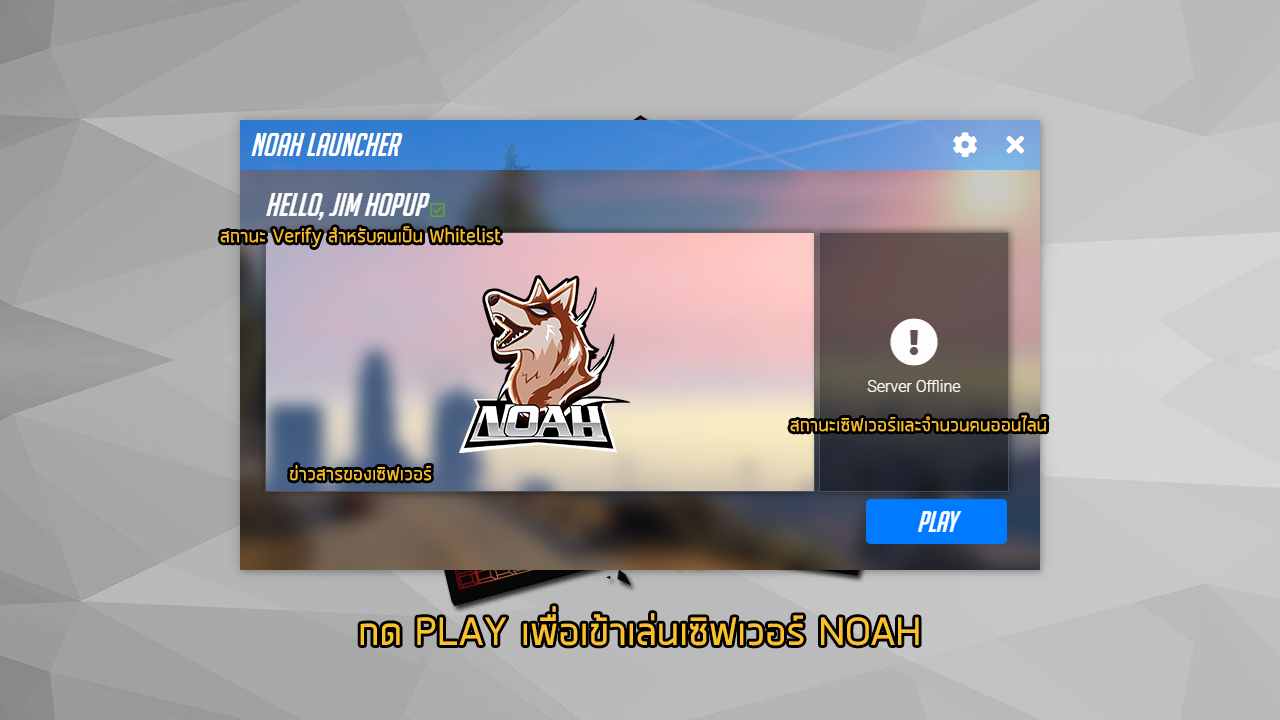 NOAH LAUNCHER
HELLO, JIM HOPUP
สถานะ Verify สำหรับคนเป็น Whitelist
NOAH
Server Offline
สถานะเซิฟเวอร์และจำนวนคนออนไลน์
ข่าวสารของเซิฟเวอร์
PLAY
กด PLAY เพื่อเข้าเล่นเซิฟเวอร์ NOAH